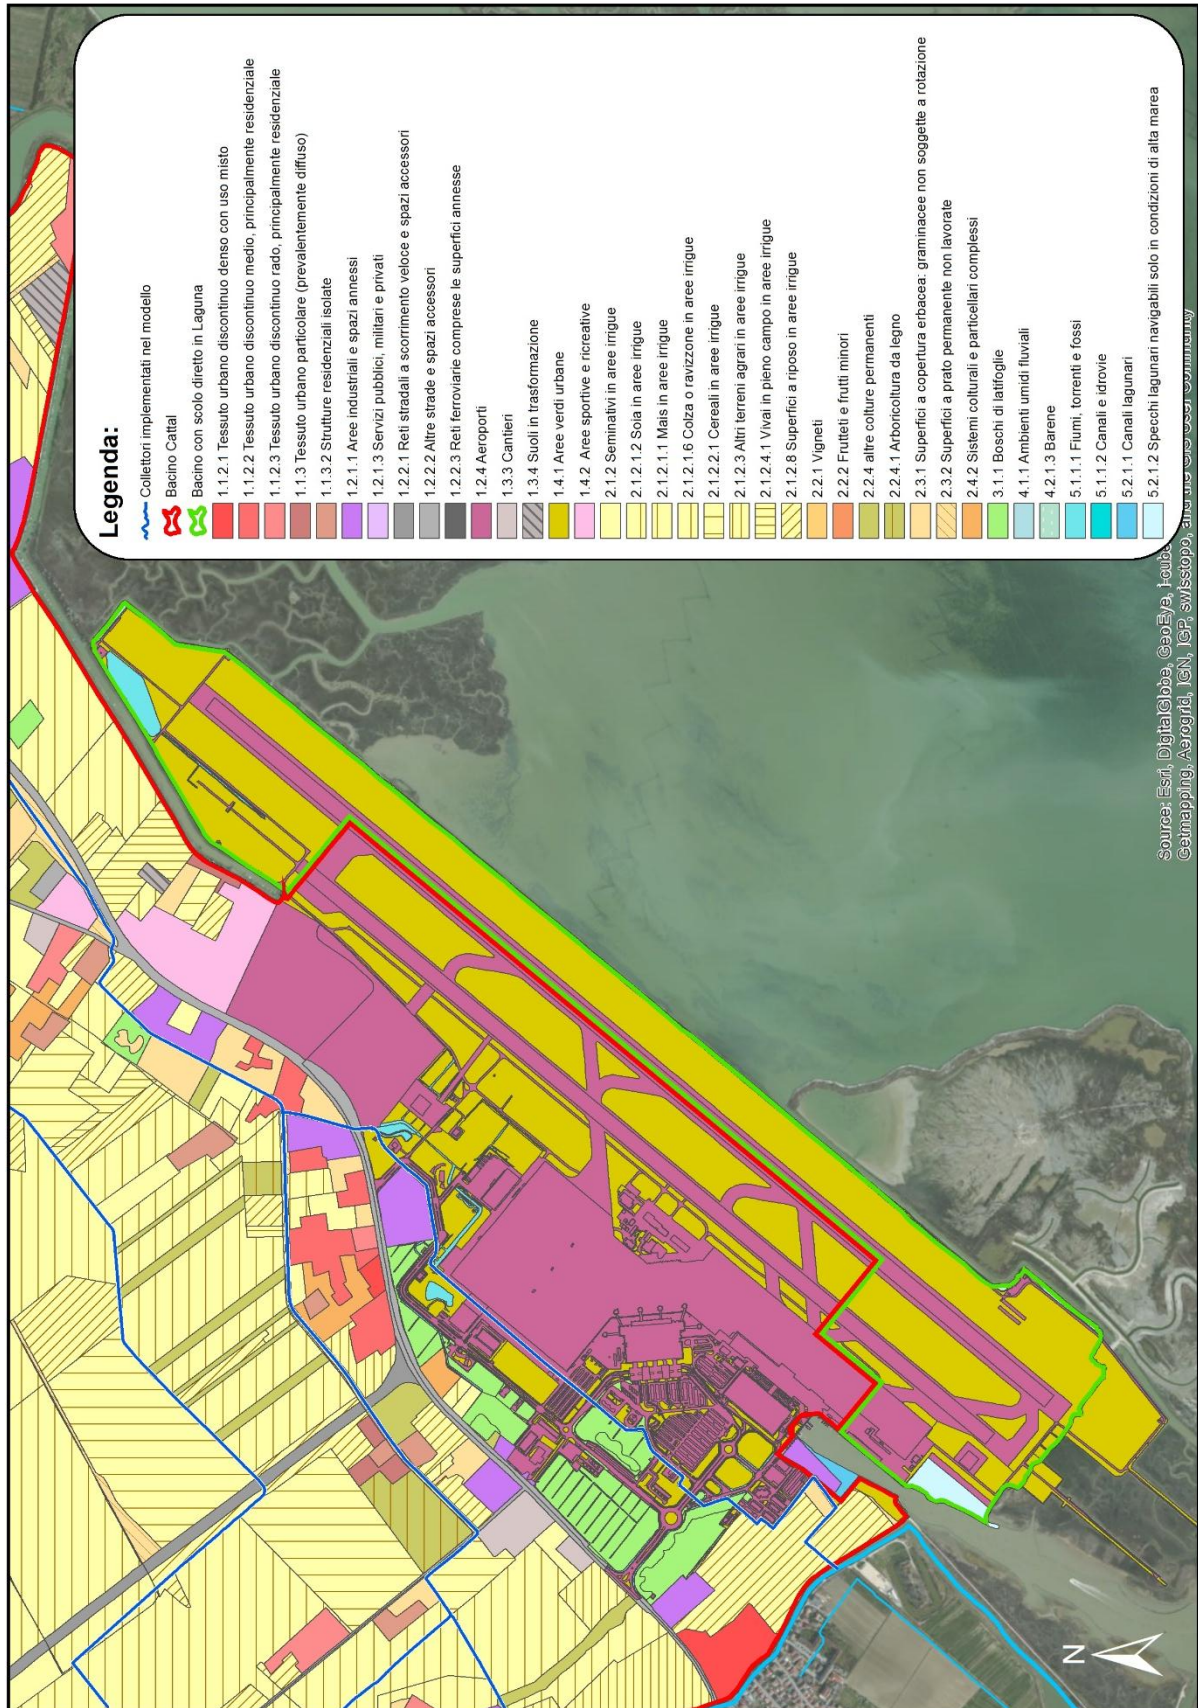 Legenda:
Collettori implementati nel modello
Bacino Cattal
Bacino con scolo diretto in Laguna
1.1.2.1 Tessuto urbano discontinuo denso con uso misto
1.1.2.2 Tessuto urbano discontinuo medio, principalmente residenziale
1.1.2.3 Tessuto urbano discontinuo rado, principalmente residenziale
1.1.3 Tessuto urbano particolare (prevalentemente diffuso)
1.1.3.2 Strutture residenziali isolate
1.2.1.1 Aree industriali e spazi annessi
1.2.1.3 Servizi pubblici, militari e privati
1.2.2.1 Reti stradali a scorrimento veloce e spazi accessori
1.2.2.2 Altre strade e spazi accessori
1.2.2.3 Reti ferroviarie comprese le superfici annesse
1.2.4 Aeroporti
1.3.3 Cantieri
1.3.4 Suoli in trasformazione
1.4.1 Aree verdi urbane
1.4.2 Aree sportive e ricreative
2.1.2 Seminativi in aree irrigue
2.1.2.1.2 Soia in aree irrigue
2.1.2.1.1 Mais in aree irrigue
2.1.2.1.6 Colza o ravizzone in aree irrigue
2.1.2.2.1 Cereali in aree irrigue
2.1.2.3 Altri terreni agrari in aree irrigue
2.1.2.4.1 Vivai in pieno campo in aree irrigue
2.1.2.8 Superfici a riposo in aree irrigue
2.2.1 Vigneti
2.2.2 Frutteti e frutti minori
2.2.4 altre colture permanenti
2.2.4.1 Arboricoltura da legno
2.3.1 Superfici a copertura erbacea: graminacee non soggette a rotazione
2.3.2 Superfici a prato permanente non lavorate
2.4.2 Sistemi colturali e particellari complessi
3.1.1 Boschi di latifoglie
4.1.1 Ambienti umidi fluviali
4.2.1.3 Barene
5.1.1.1 Fiumi, torrenti e fossi
5.1.1.2 Canali e idrovie
5.2.1.1 Canali lagunari
5.2.1.2 Specchi lagunari navigabili solo in condizioni di alta marea
Source: Esri, DigitalGlobe, GeoEye, i-cube
Getmapping, Aerogrid, IGN, IGP, swisstopo, and the GIS User Community
N